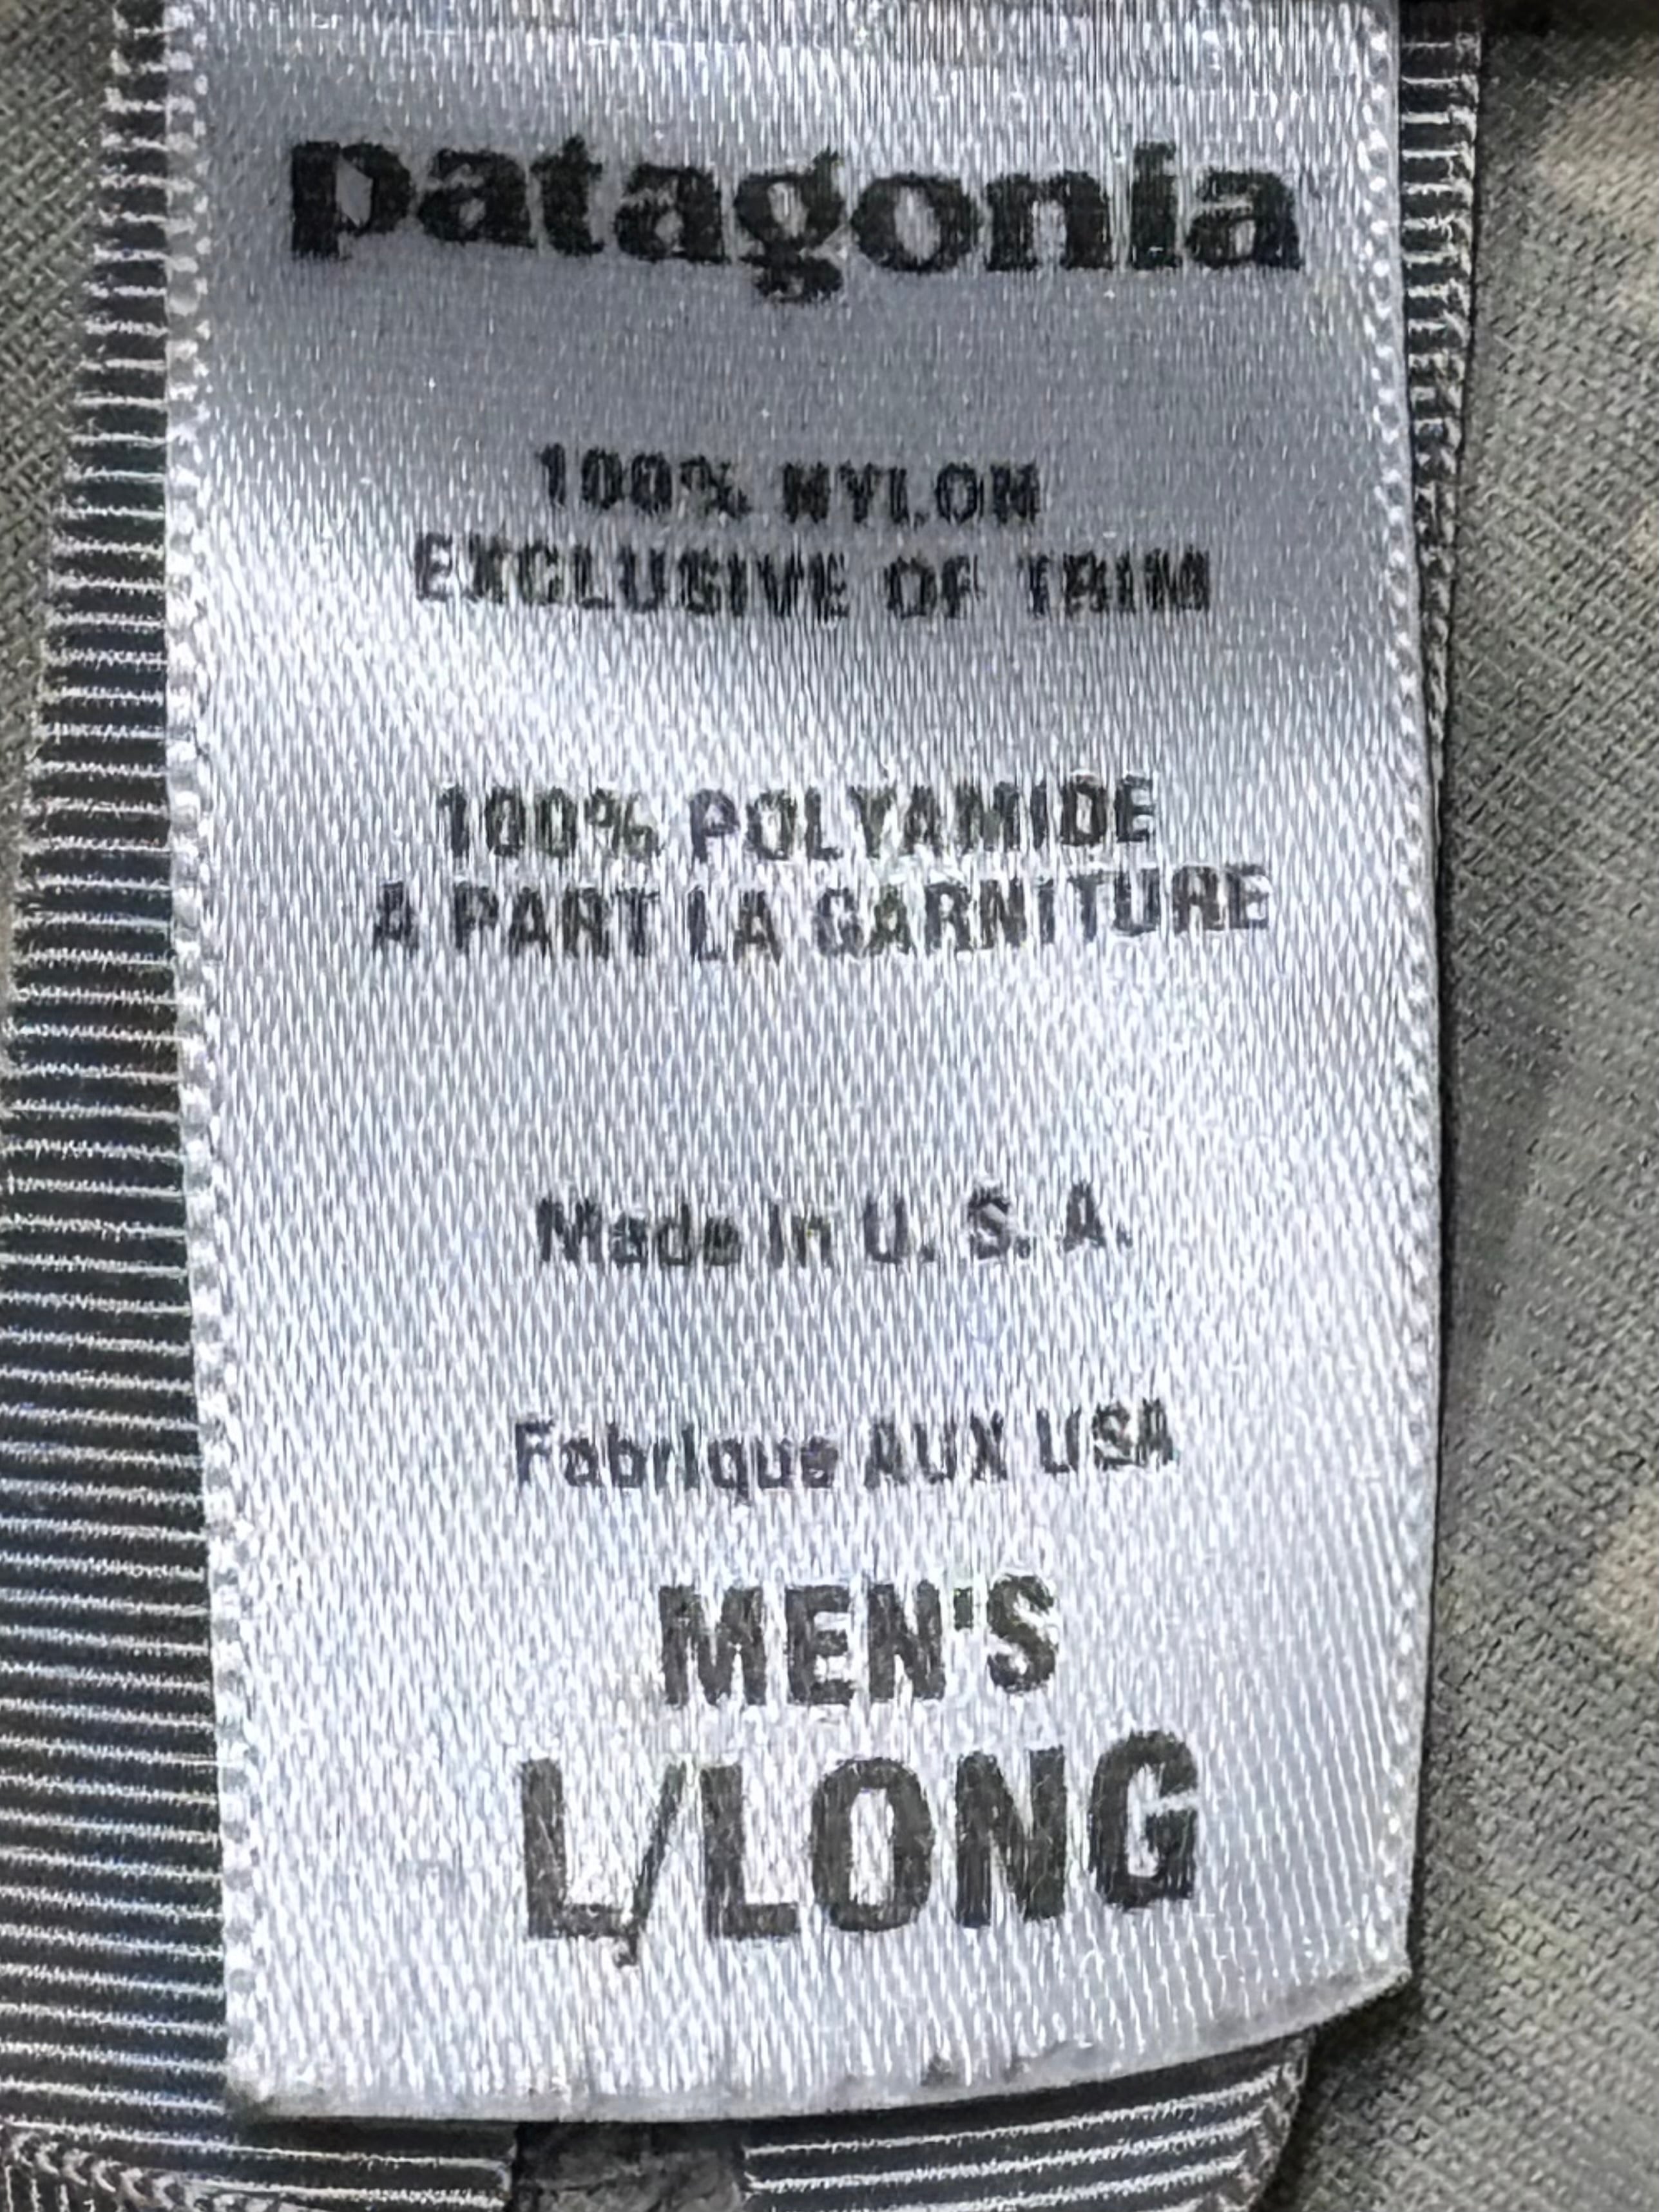 patagonia
100% NYLON
EXCLUSIVE OF TRIM
100% POLYAMIDE
A PART LA GARNITURE
Made In U. S. A.
Fabrique AUX USA
MEN'S
L/LONG